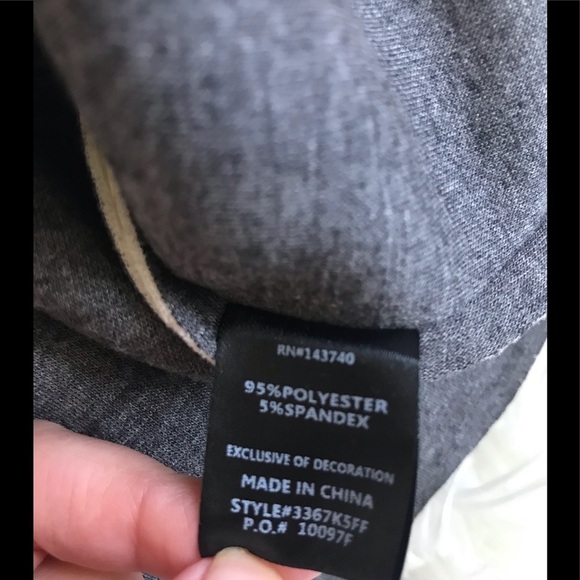 RN#143740
95%POLYESTER
5%SPANDEX
EXCLUSIVE OF DECORATION
MADE IN CHINA
STYLE#3367K5FF
P.O.# 10097F